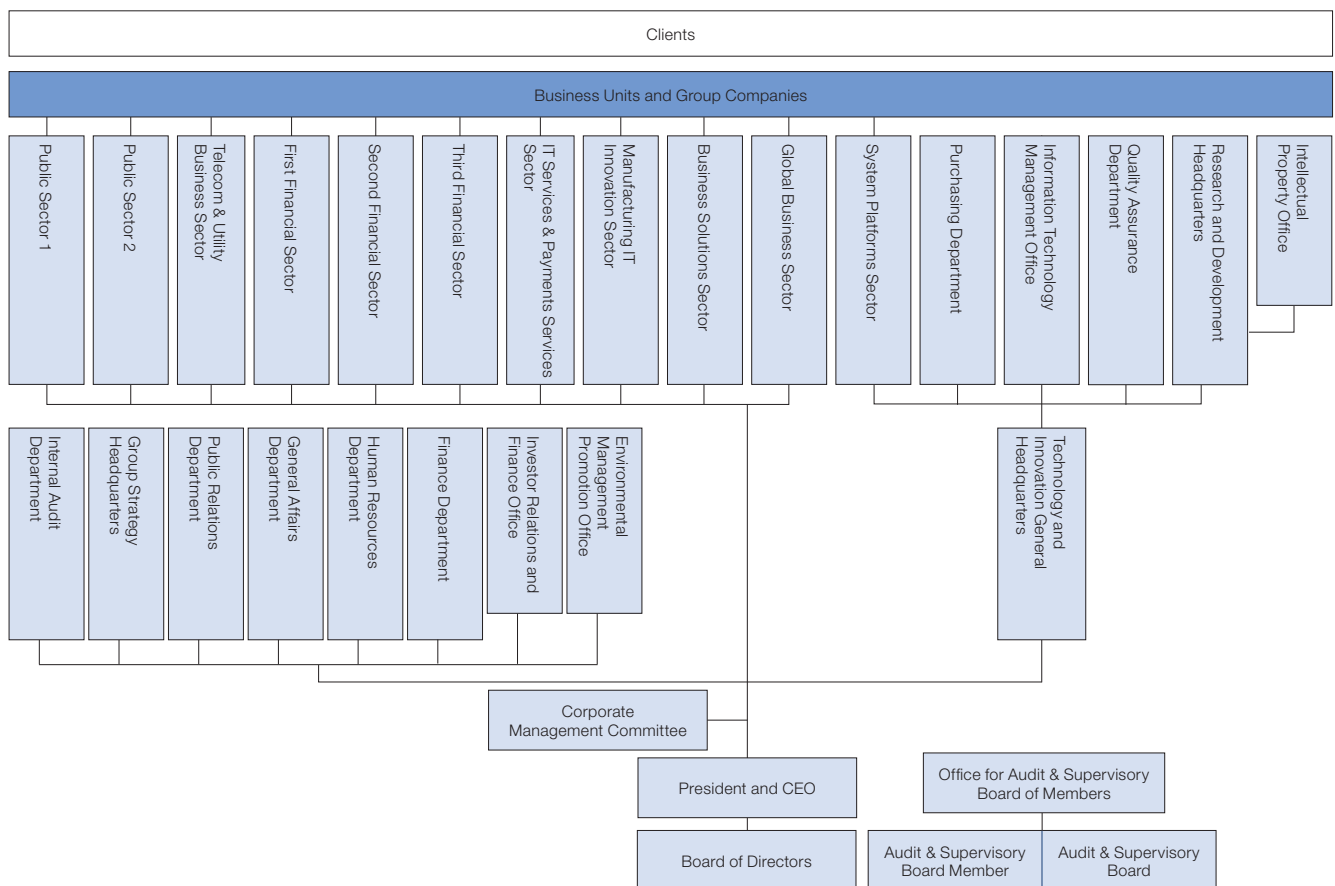 Clients
Business Units and Group Companies
Public Sector 1
Public Sector 2
Telecom & Utility
Business Sector
First Financial Sector
Second Financial Sector
Third Financial Sector
IT Services & Payments Services
Sector
Manufacturing IT
Innovation Sector
Business Solutions Sector
Global Business Sector
System Platforms Sector
Purchasing Department
Information Technology
Management Office
Quality Assurance
Department
Research and Development
Headquarters
Intellectual
Property Office
Internal Audit
Department
Group Strategy
Headquarters
Public Relations
Department
General Affairs
Department
Human Resources
Department
Finance Department
Investor Relations and
Finance Office
Environmental
Management
Promotion Office
Technology and
Innovation General
Headquarters
Corporate
Management Committee
President and CEO
Office for Audit & Supervisory
Board of Members
Board of Directors
Audit & Supervisory
Board Member
Audit & Supervisory
Board